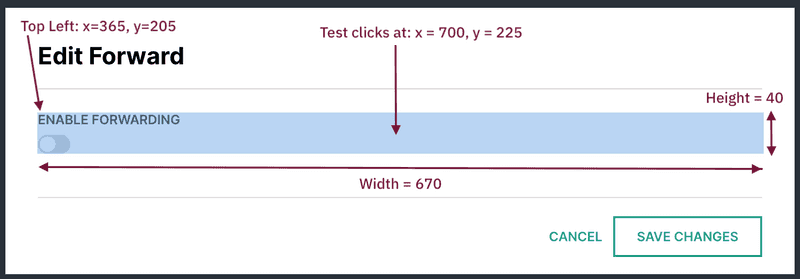 Top Left: x=365, y=205
Test clicks at: x = 700, y = 225
Edit Forward
Height = 40
ENABLE FORWARDING
Width = 670
CANCEL
SAVE CHANGES